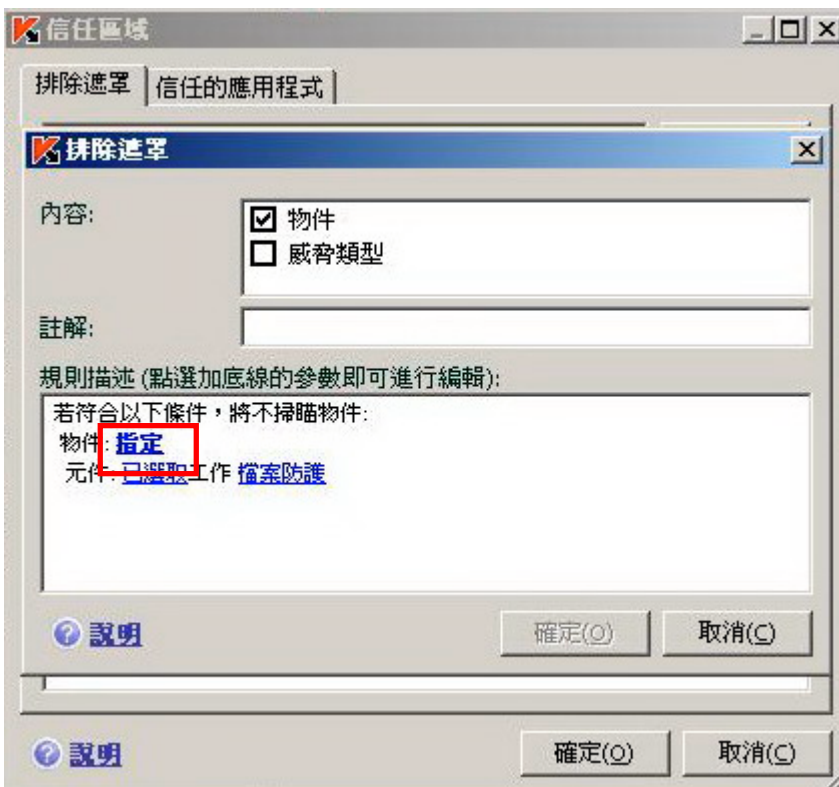 信任區域
排除遮罩 信任的應用程式
排除遮罩
內容:
物件
威脅類型
註解:
規則描述 (點選加底線的參數即可進行編輯):
若符合以下條件，將不掃瞄物件:
物件: 指定
元件: 已選取工作 檔案防護
說明 確定(O) 取消(C)
說明 確定(O) 取消(C)